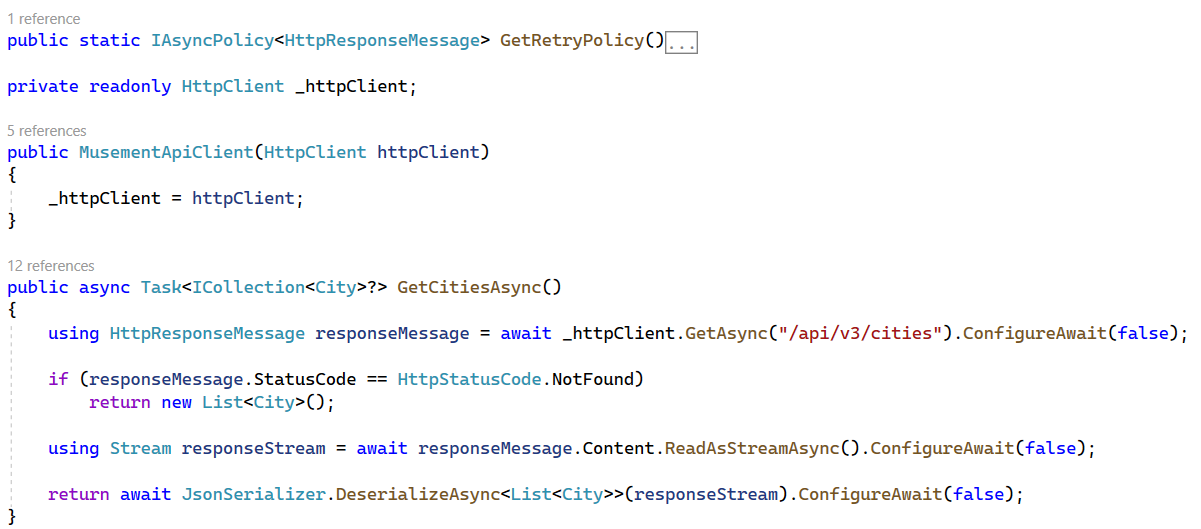 1 reference
public static IAsyncPolicy<HttpResponseMessage> GetRetryPolicy()...
private readonly HttpClient _httpClient;
5 references
public MusementApiClient(HttpClient httpClient)
{
    _httpClient = httpClient;
}
12 references
public async Task<ICollection<City>?> GetCitiesAsync()
{
    using HttpResponseMessage responseMessage = await _httpClient.GetAsync("/api/v3/cities").ConfigureAwait(false);
    if (responseMessage.StatusCode == HttpStatusCode.NotFound)
        return new List<City>();
    using Stream responseStream = await responseMessage.Content.ReadAsStreamAsync().ConfigureAwait(false);
    return await JsonSerializer.DeserializeAsync<List<City>>(responseStream).ConfigureAwait(false);
}